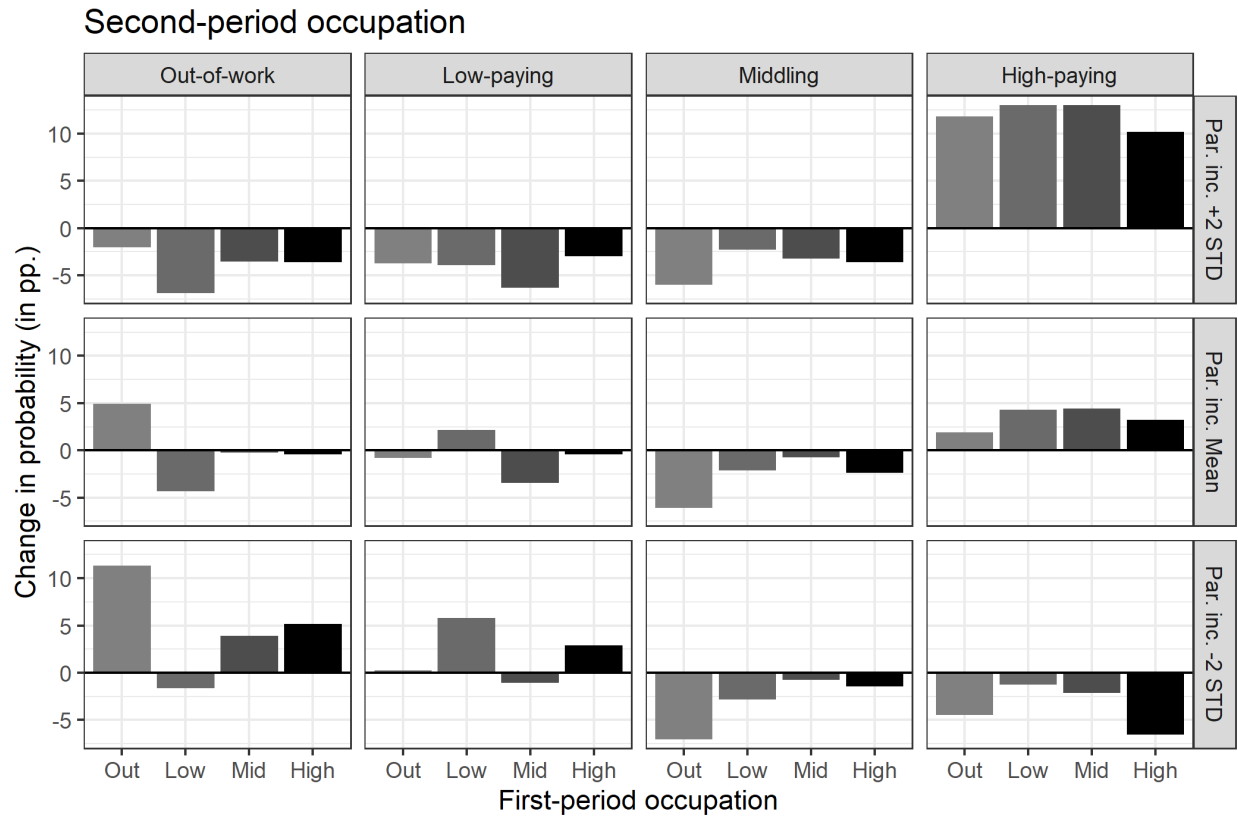 Second-period occupation
Out-of-work
Low-paying
Middling
High-paying
Change in probability (in pp.)
10
5
0
-5
Par. inc. +2 STD
10
5
0
-5
Par. inc. Mean
10
5
0
-5
Par. inc. -2 STD
Out Low Mid High
Out Low Mid High
Out Low Mid High
Out Low Mid High
First-period occupation